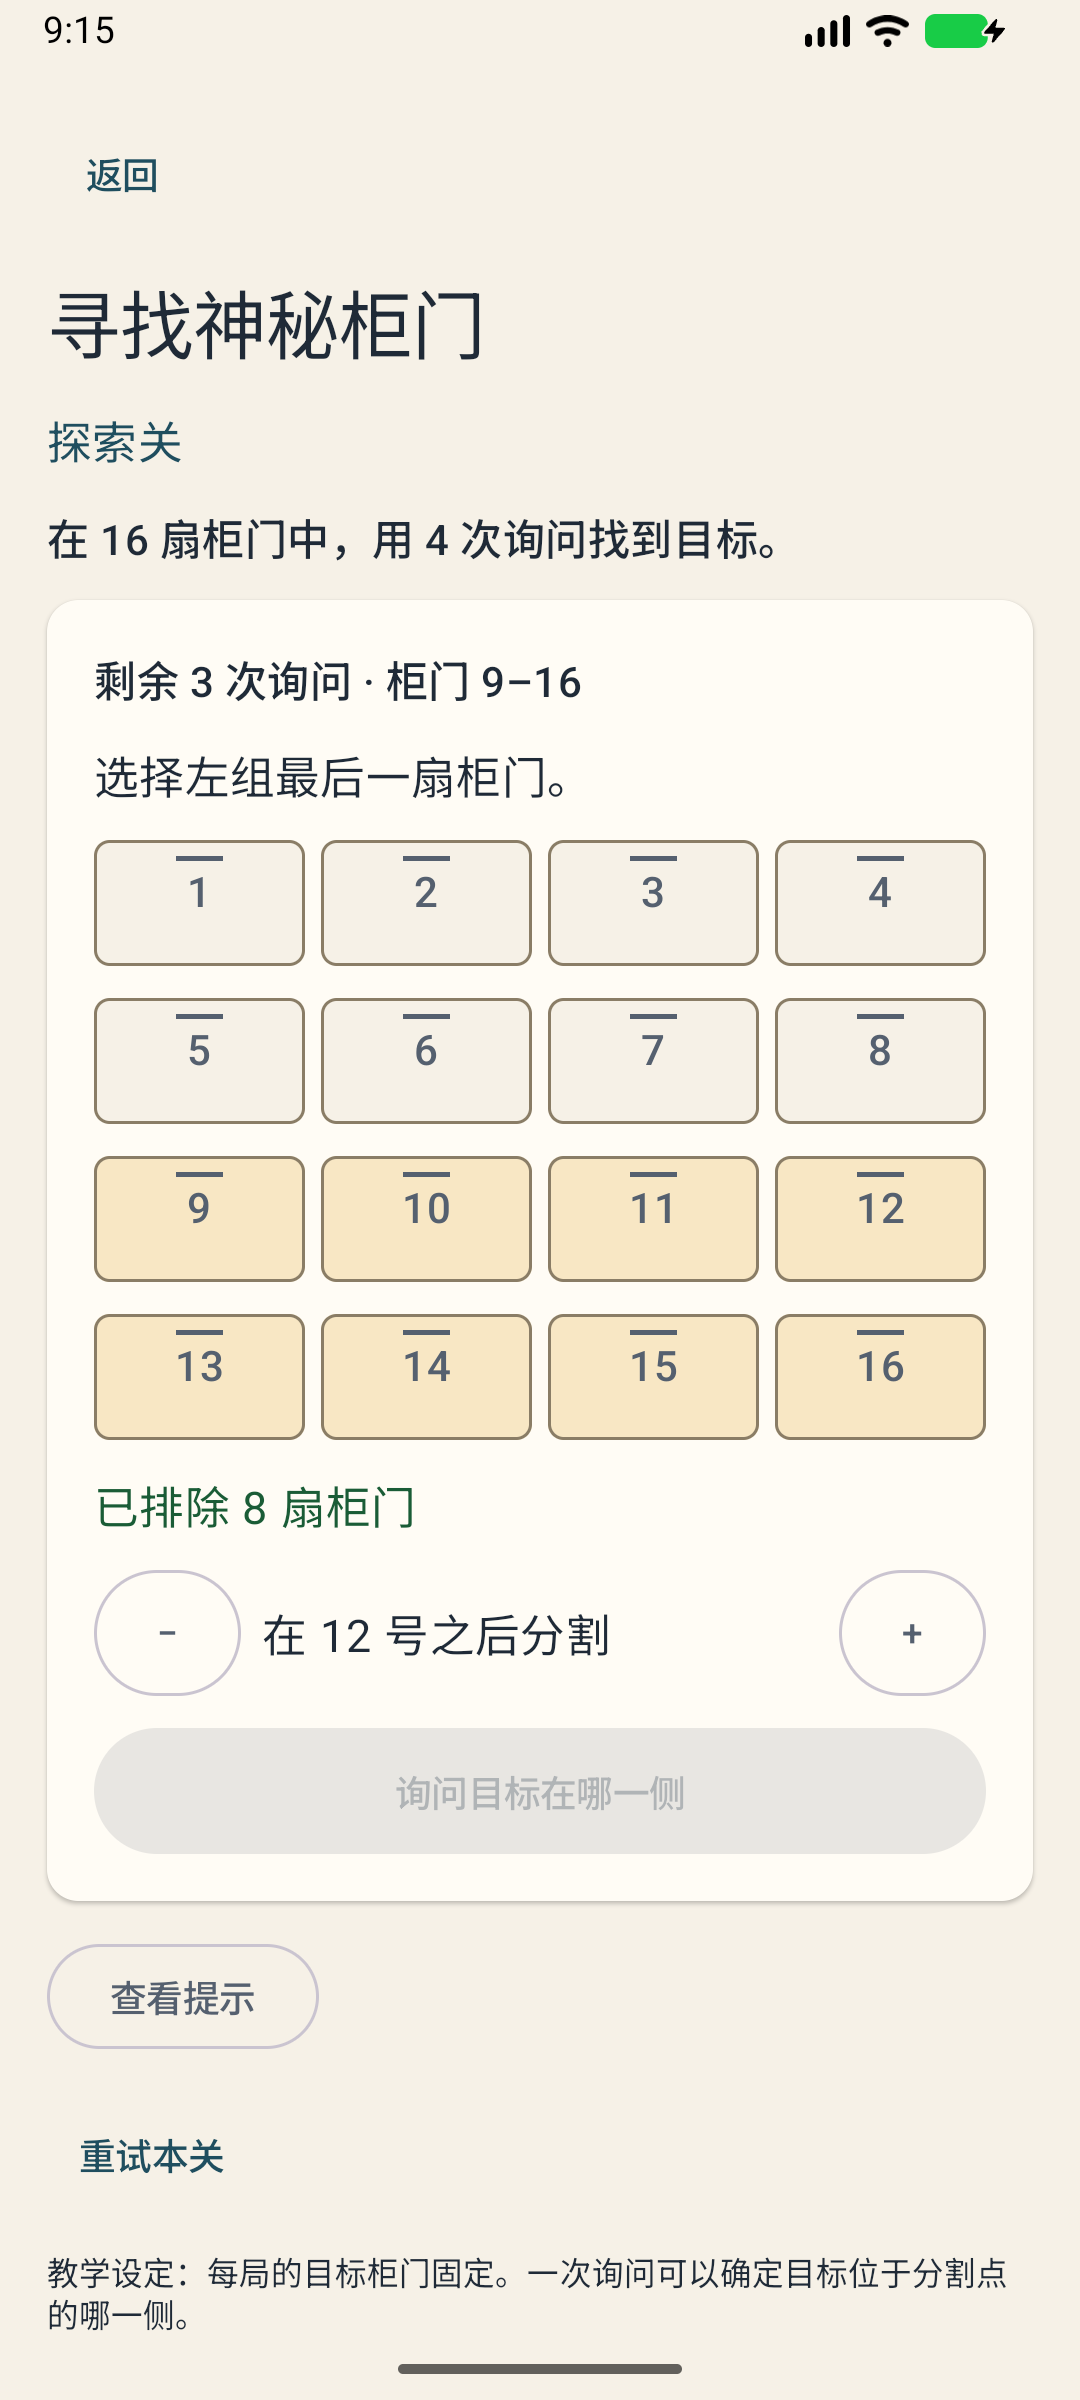 9:15
返回
寻找神秘柜门
探索关
在 16 扇柜门中，用 4 次询问找到目标。
剩余 3 次询问 · 柜门 9–16
选择左组最后一扇柜门。
1 2 3 4
5 6 7 8
9 10 11 12
13 14 15 16
已排除 8 扇柜门
− 在 12 号之后分割 +
询问目标在哪一侧
查看提示
重试本关
教学设定：每局的目标柜门固定。一次询问可以确定目标位于分割点
的哪一侧。